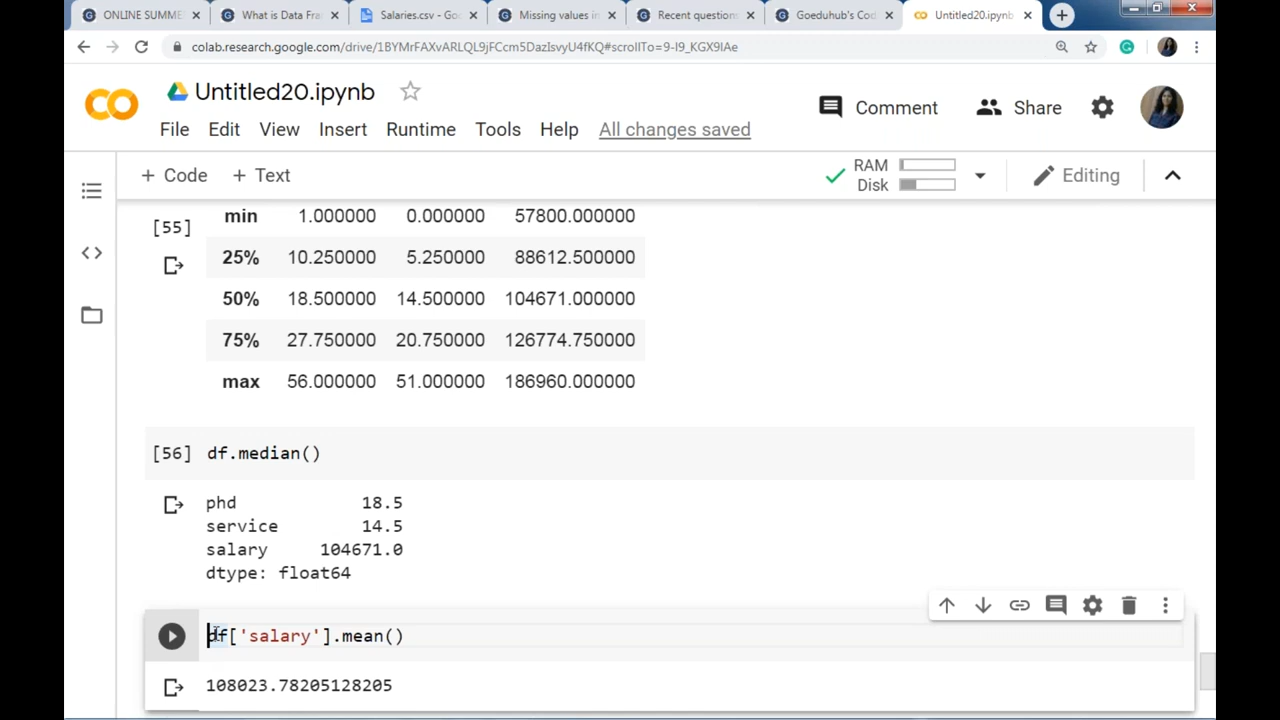 ONLINE SUMME
What is Data Fra
Salaries.csv - Go
Missing values in
Recent question
Goeduhub's Cod
Untitled20.ipynb
colab.research.google.com/drive/1BYMrFAXvARLQL9jFCcm5DazIsvyU4fKQ#scrollTo=9-I9_KGX9IAe
CO Untitled20.ipynb
Comment Share
File Edit View Insert Runtime Tools Help All changes saved
+ Code + Text RAM Disk Editing
[55] min 1.000000 0.000000 57800.000000
25% 10.250000 5.250000 88612.500000
50% 18.500000 14.500000 104671.000000
75% 27.750000 20.750000 126774.750000
max 56.000000 51.000000 186960.000000
[56] df.median()
phd 18.5
service 14.5
salary 104671.0
dtype: float64
df['salary'].mean()
108023.78205128205